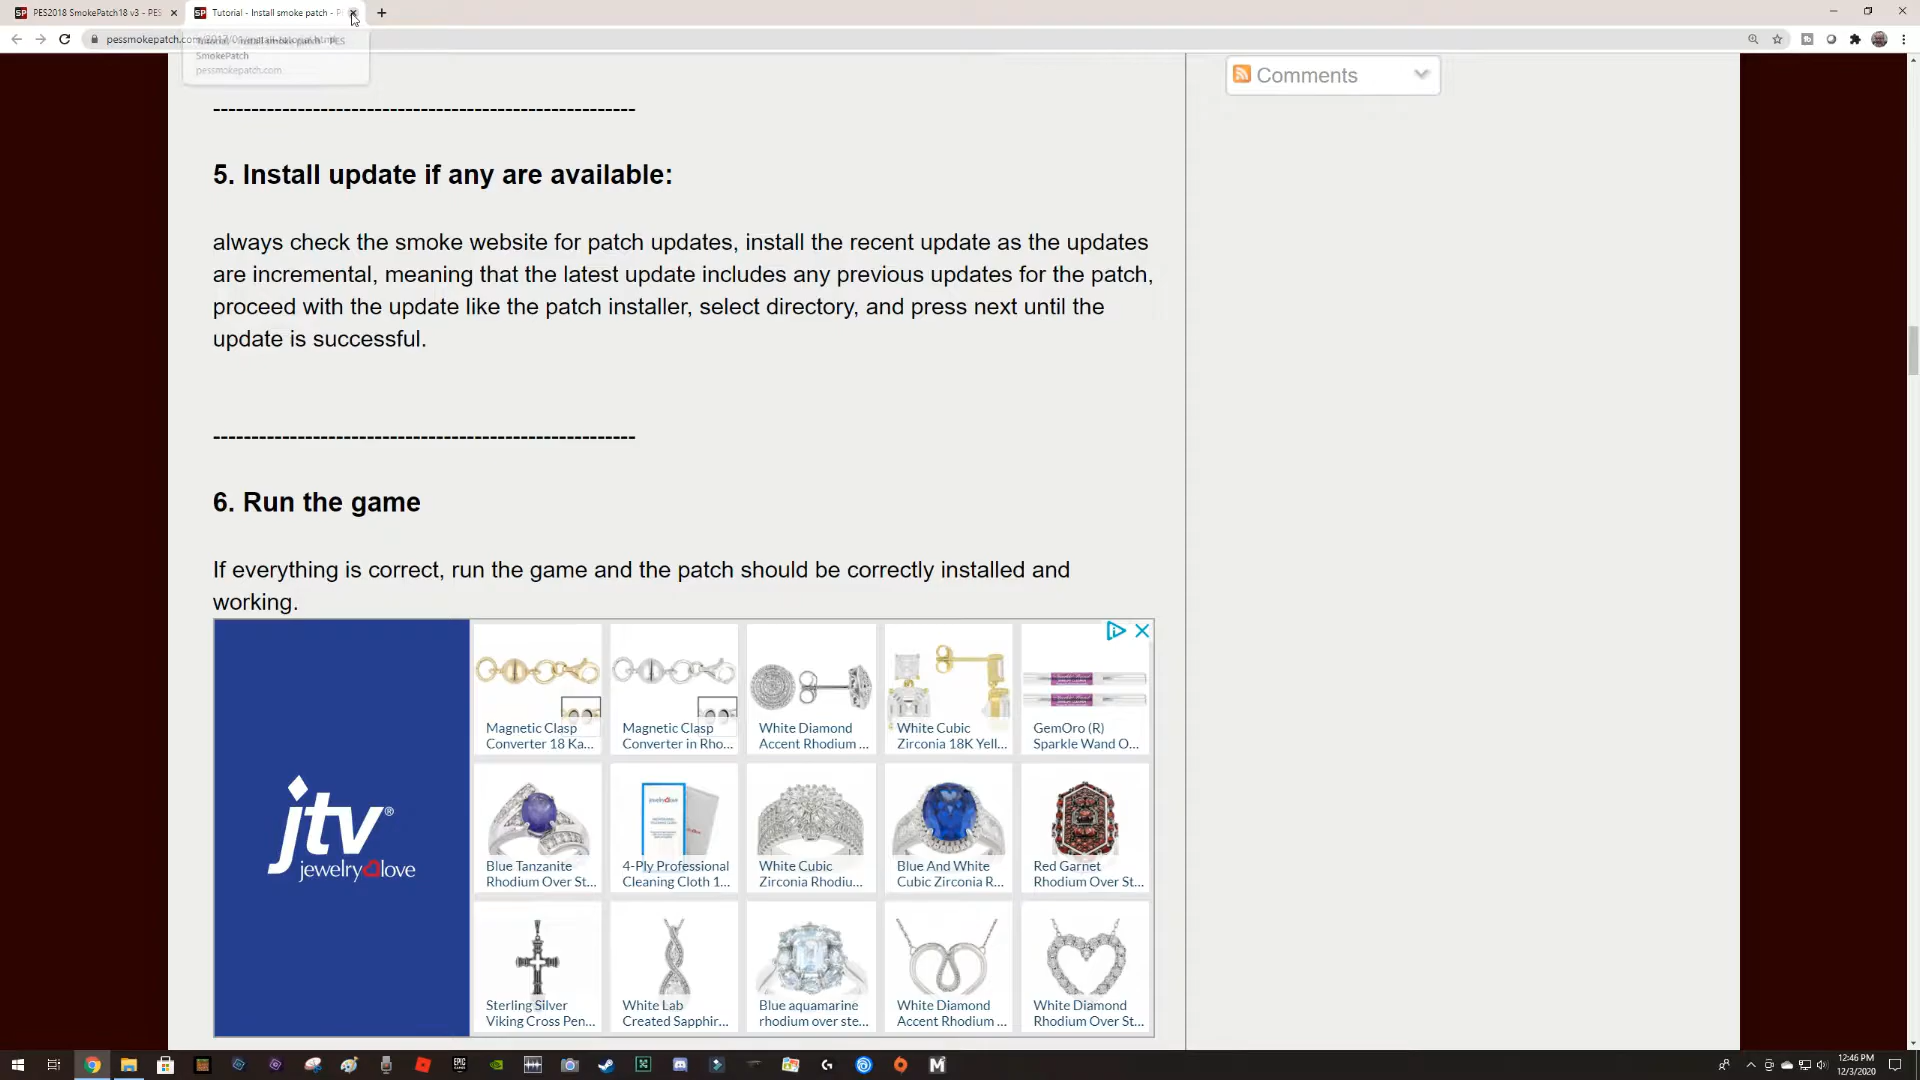 PES2018 SmokePatch18 v3 - PES
Tutorial - Install smoke patch - P
pessmokepatch.com/2017/0
SmokePatch
pessmokepatch.com
Comments
-------------------------------------------------------
5. Install update if any are available:
always check the smoke website for patch updates, install the recent update as the updates
are incremental, meaning that the latest update includes any previous updates for the patch,
proceed with the update like the patch installer, select directory, and press next until the
update is successful.
-------------------------------------------------------
6. Run the game
If everything is correct, run the game and the patch should be correctly installed and
working.
jtv®
jewelry love
Magnetic Clasp
Converter 18 Ka...
Magnetic Clasp
Converter in Rho...
White Diamond
Accent Rhodium ...
White Cubic
Zirconia 18K Yell...
GemOro (R)
Sparkle Wand O...
Blue Tanzanite
Rhodium Over St...
4-Ply Professional
Cleaning Cloth 1...
White Cubic
Zirconia Rhodiu...
Blue And White
Cubic Zirconia R...
Red Garnet
Rhodium Over St...
Sterling Silver
Viking Cross Pen...
White Lab
Created Sapphir...
Blue aquamarine
rhodium over ste...
White Diamond
Accent Rhodium ...
White Diamond
Rhodium Over St...
12:46 PM
12/3/2020